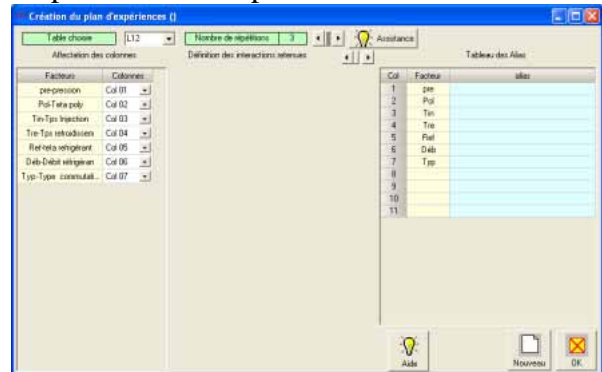 Création du plan d'expériences ()
Table choisie L12 Nombre de répétitions 3 Assistance
Affectation des colonnes Définition des interactions retenues Tableau des Alias
Facteurs Colonnes
pre-pression Col 01
Pol-Teta poly Col 02
Tin-Tps Injection Col 03
Tre-Tps refroidissem Col 04
Ref-teta réfrigérant Col 05
Déb-Débit réfrigéran Col 06
Typ-Type commutati.. Col 07
Col Facteur alias
1 pre
2 Pol
3 Tin
4 Tre
5 Ref
6 Déb
7 Typ
8
9
10
11
Aide Nouveau OK